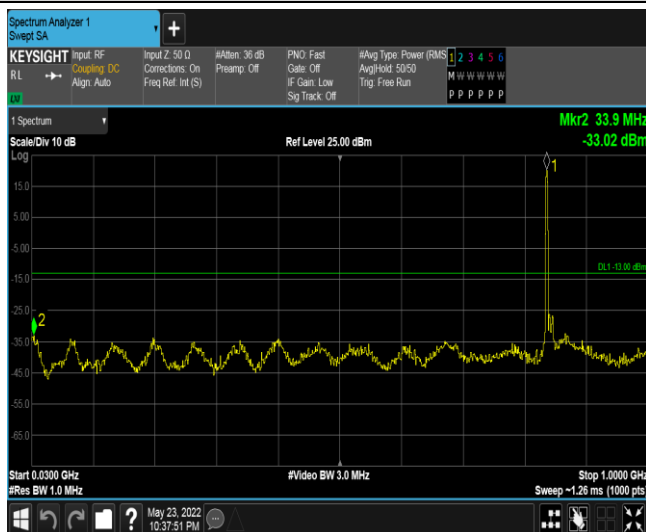 Spectrum Analyzer 1
Swept SA
+
KEYSIGHT
RL
Input: RF
Coupling: DC
Align: Auto
Input Z: 50 Ω
Corrections: On
Freq Ref: Int (S)
#Atten: 36 dB
Preamp: Off
PNO: Fast
Gate: Off
IF Gain: Low
Sig Track: Off
#Avg Type: Power (RMS
Avg|Hold: 50/50
Trig: Free Run
1 2 3 4 5 6
M W W W W W
P P P P P P
1 Spectrum
Scale/Div 10 dB
Ref Level 25.00 dBm
Mkr2 33.9 MHz
-33.02 dBm
Log
15.0
5.00
-5.00
-15.0
-25.0
-35.0
-45.0
-55.0
-65.0
1
DL1 -13.00 dBm
2
Start 0.0300 GHz
#Res BW 1.0 MHz
#Video BW 3.0 MHz
Stop 1.0000 GHz
Sweep ~1.26 ms (1000 pts)
?
May 23, 2022
10:37:51 PM